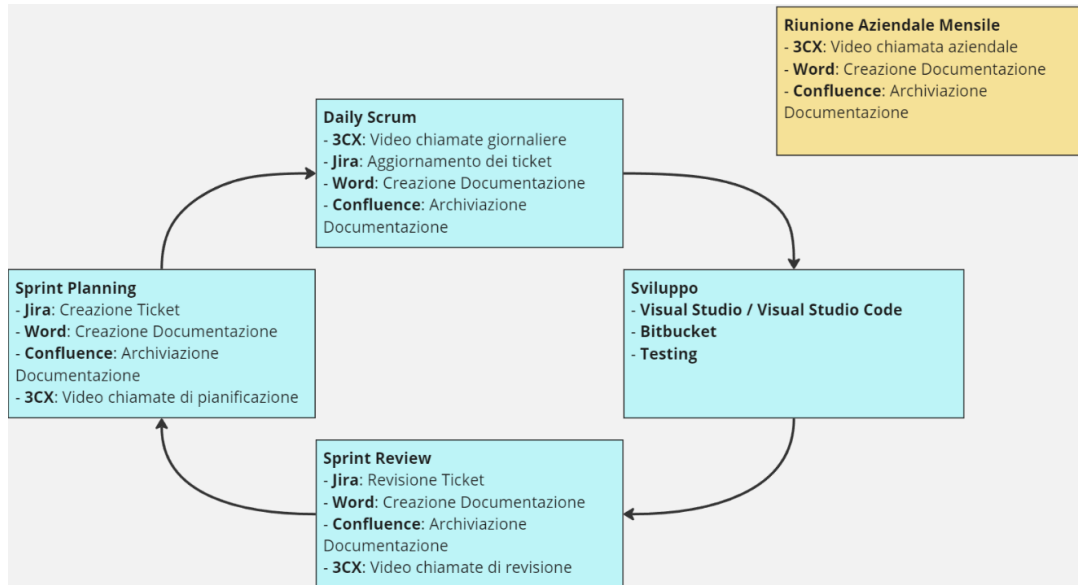 Riunione Aziendale Mensile
- 3CX: Video chiamata aziendale
- Word: Creazione Documentazione
- Confluence: Archiviazione
Documentazione
Daily Scrum
- 3CX: Video chiamate giornaliere
- Jira: Aggiornamento dei ticket
- Word: Creazione Documentazione
- Confluence: Archiviazione
Documentazione
Sprint Planning
- Jira: Creazione Ticket
- Word: Creazione Documentazione
- Confluence: Archiviazione
Documentazione
- 3CX: Video chiamate di pianificazione
Sviluppo
- Visual Studio / Visual Studio Code
- Bitbucket
- Testing
Sprint Review
- Jira: Revisione Ticket
- Word: Creazione Documentazione
- Confluence: Archiviazione
Documentazione
- 3CX: Video chiamate di revisione